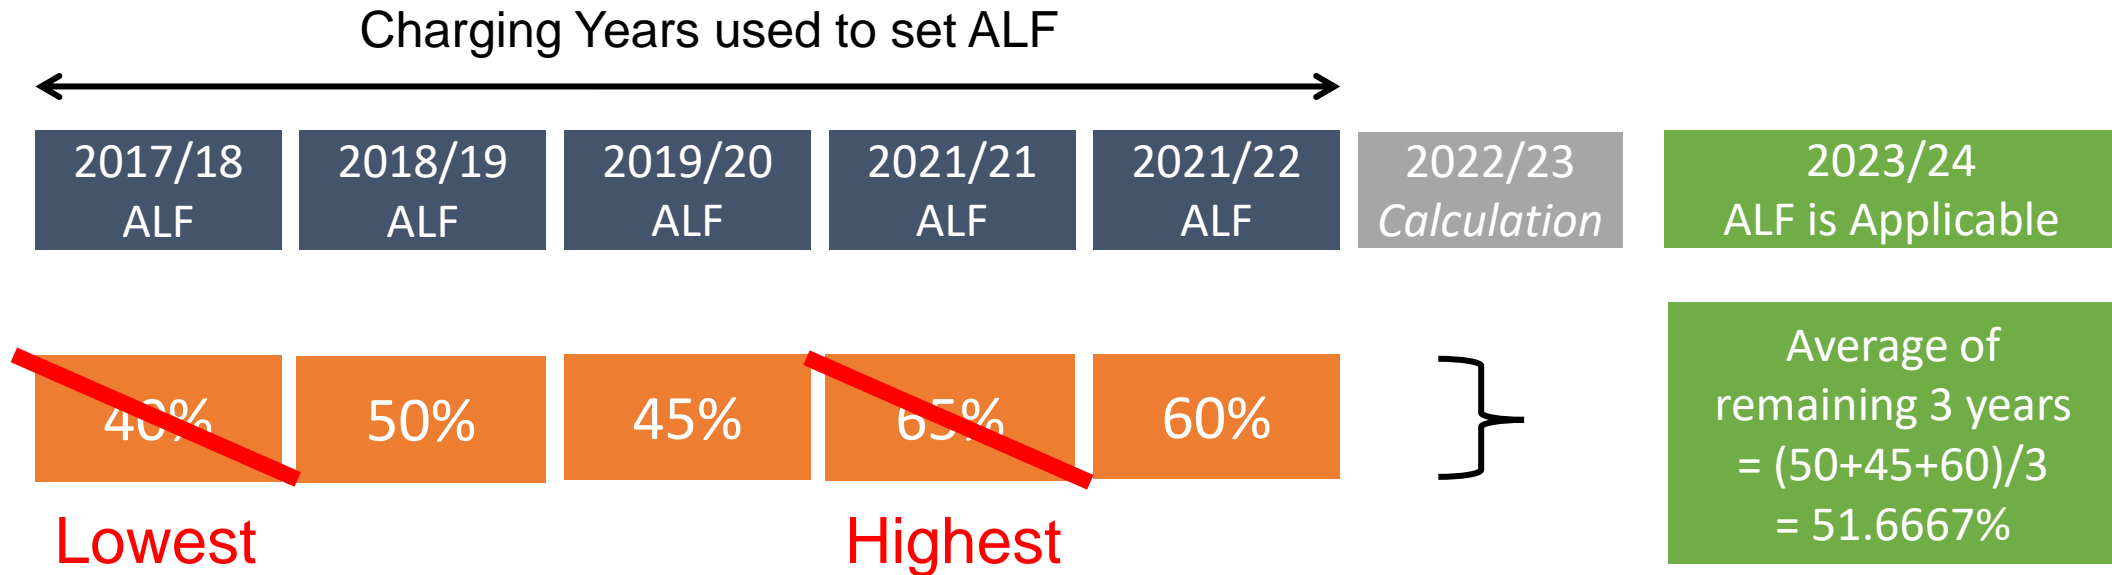 Charging Years used to set ALF
2017/18
ALF
2018/19
ALF
2019/20
ALF
2021/21
ALF
2021/22
ALF
2022/23
Calculation
2023/24
ALF is Applicable
40%
50%
45%
65%
60%
Average of
remaining 3 years
= (50+45+60)/3
= 51.6667%
Lowest
Highest